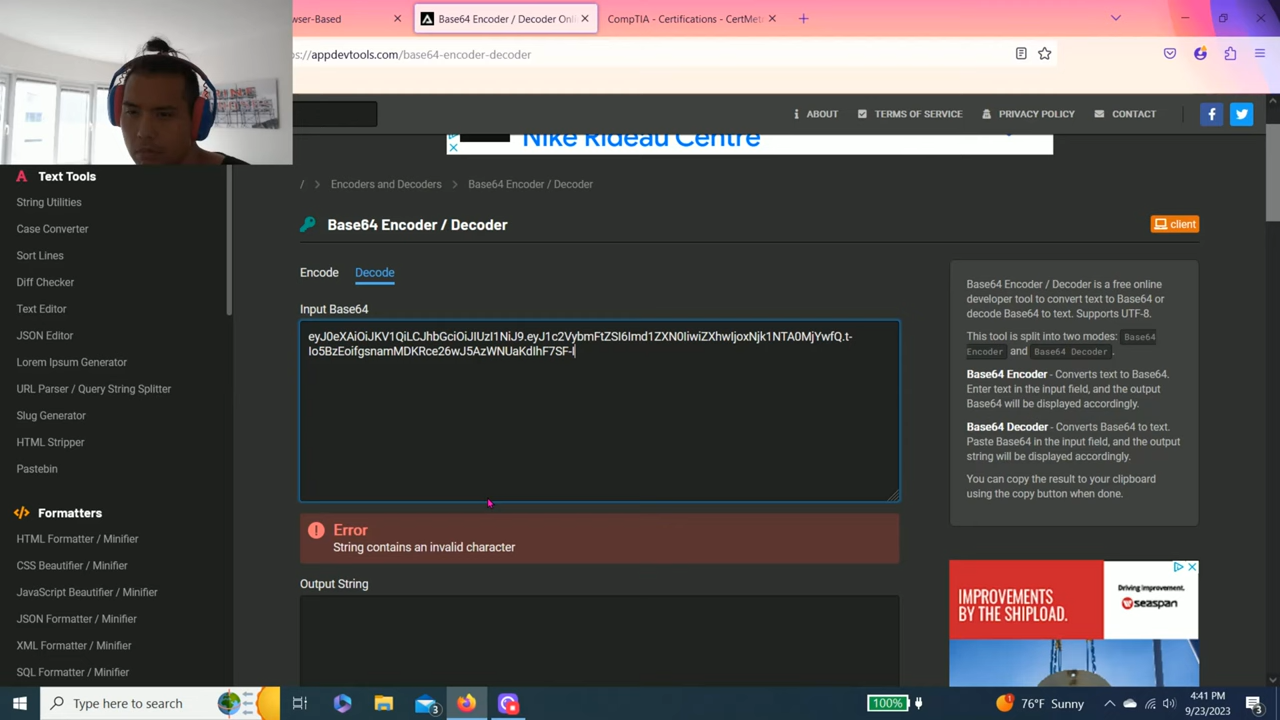 wser-Based
Base64 Encoder / Decoder Onl
CompTIA - Certifications - CertMet
s://appdevtools.com/base64-encoder-decoder
ABOUT
TERMS OF SERVICE
PRIVACY POLICY
CONTACT
Nike Rideau Centre
Text Tools
String Utilities
Case Converter
Sort Lines
Diff Checker
Text Editor
JSON Editor
Lorem Ipsum Generator
URL Parser / Query String Splitter
Slug Generator
HTML Stripper
Pastebin
Formatters
HTML Formatter / Minifier
CSS Beautifier / Minifier
JavaScript Beautifier / Minifier
JSON Formatter / Minifier
XML Formatter / Minifier
SQL Formatter / Minifier
/ Encoders and Decoders Base64 Encoder / Decoder
Base64 Encoder / Decoder
client
Encode Decode
Input Base64
eyJ0eXAiOiJKV1QiLCJhbGciOiJIUzI1NiJ9.eyJ1c2VybmFtZSI6Imd1ZXN0IiwiZXhwIjoxNjk1NTA0MjYwfQ.t-
Io5BzEoifgsnamMDKRce26wJ5AzWNUaKdIhF7SF-I
Error
String contains an invalid character
Output String
Base64 Encoder / Decoder is a free online
developer tool to convert text to Base64 or
decode Base64 to text. Supports UTF-8.
This tool is split into two modes: Base64
Encoder and Base64 Decoder.
Base64 Encoder - Converts text to Base64.
Enter text in the input field, and the output
Base64 will be displayed accordingly.
Base64 Decoder - Converts Base64 to text.
Paste Base64 in the input field, and the output
string will be displayed accordingly.
You can copy the result to your clipboard
using the copy button when done.
IMPROVEMENTS
BY THE SHIPLOAD.
Driving improvement.
seaspan
Type here to search
3
100%
1
76°F Sunny
4:41 PM
9/23/2023
3